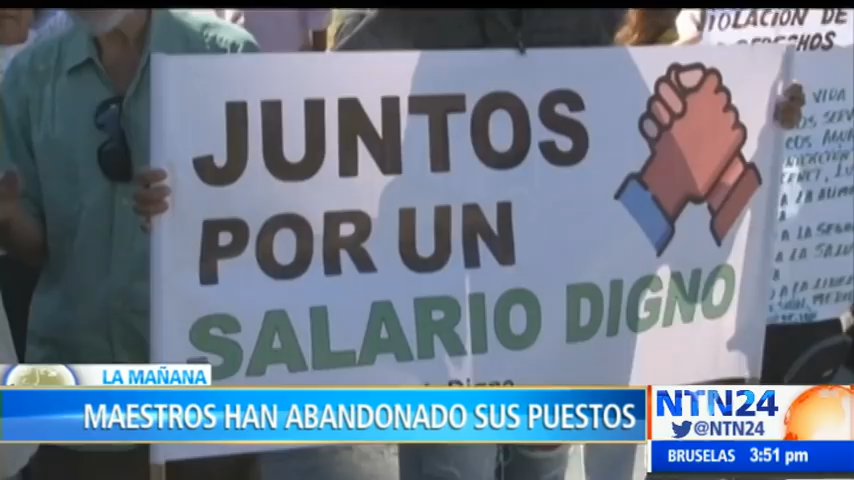 VIOLACIÓN DE
DERECHOS
JUNTOS
POR UN
SALARIO DIGNO
VIDA
LA MAÑANA
MAESTROS HAN ABANDONADO SUS PUESTOS
NTN24
@NTN24
BRUSELAS 3:51 pm